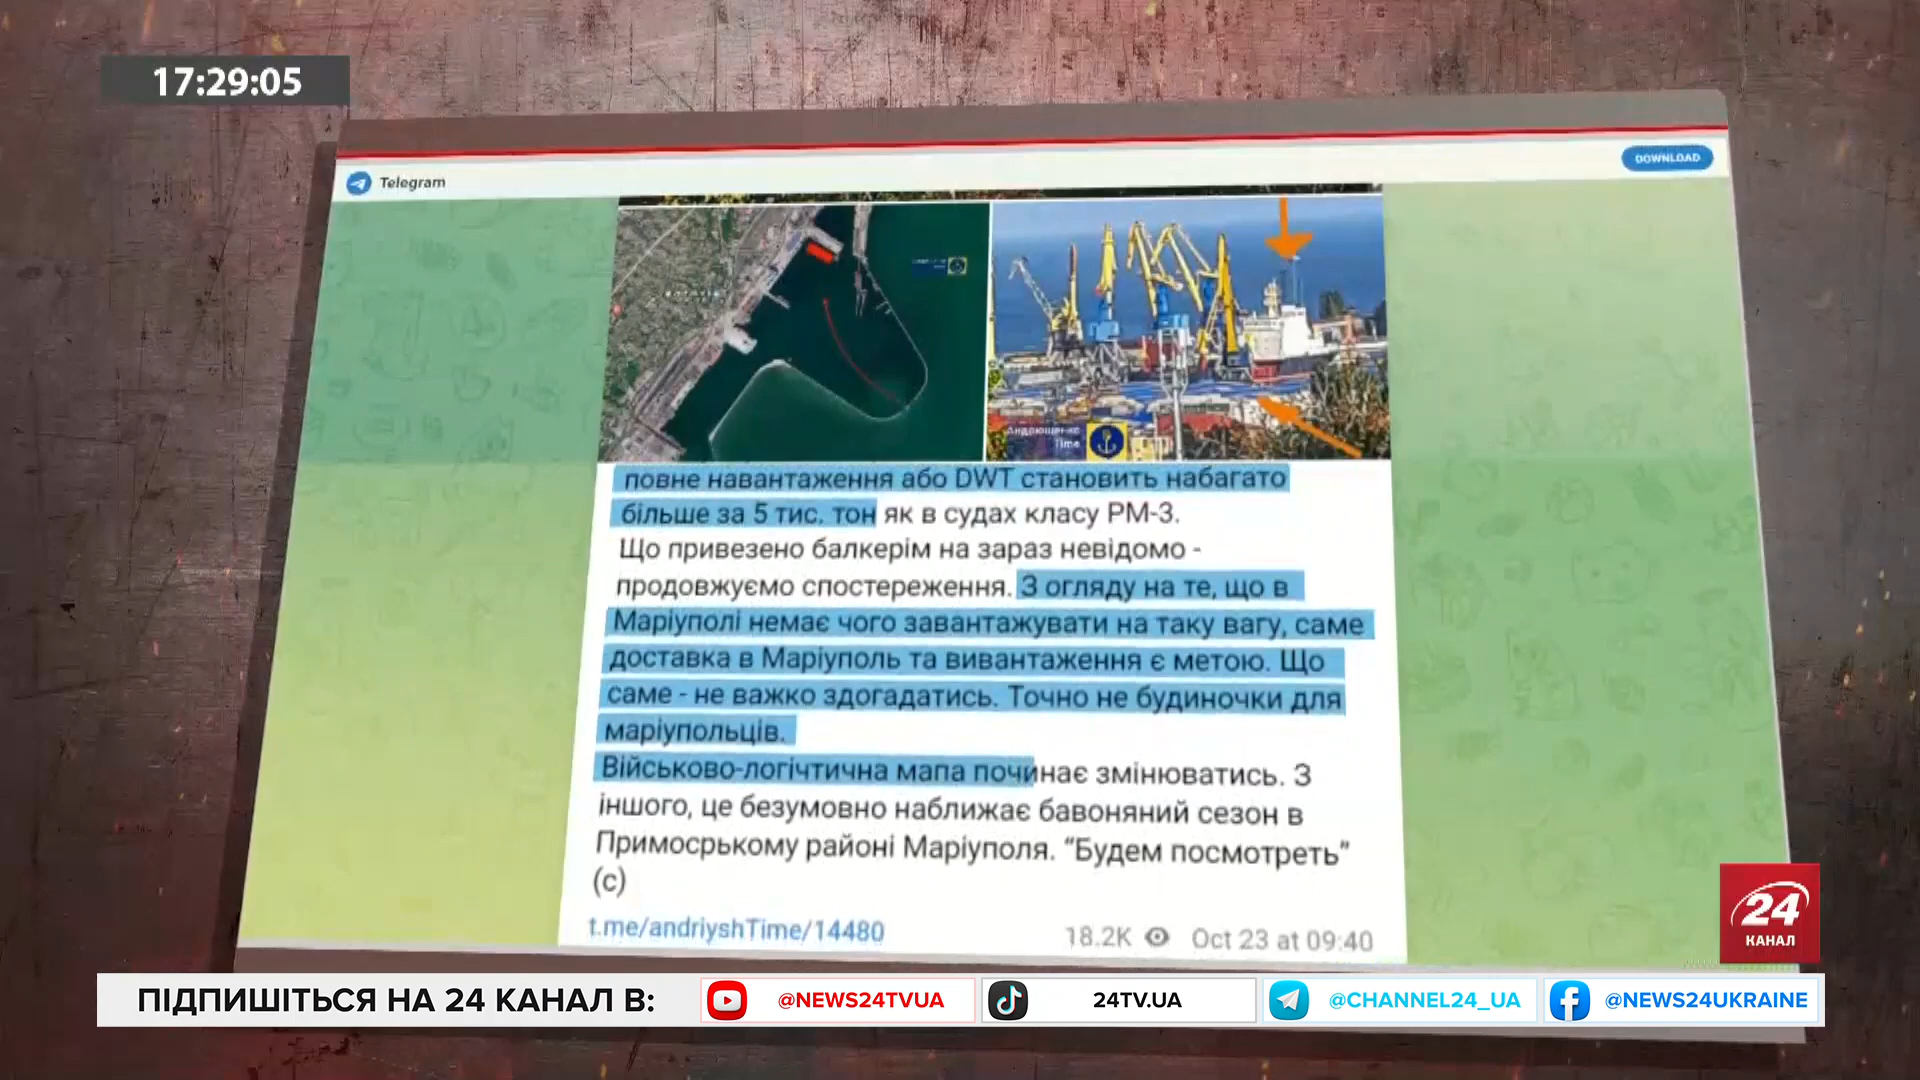 17:29:05
Telegram
DOWNLOAD
Андрющенко
Time
повне навантаження або DWT становить набагато
більше за 5 тис. тон як в судах класу РМ-3.
Що привезено балкерім на зараз невідомо -
продовжуємо спостереження. З огляду на те, що в
Маріуполі немає чого завантажувати на таку вагу, саме
доставка в Маріуполь та вивантаження є метою. Що
саме - не важко здогадатись. Точно не будиночки для
маріупольців.
Військово-логічтична мапа починає змінюватись. З
іншого, це безумовно наближає бавоняний сезон в
Примосрькому районі Маріуполя. “Будем посмотреть”
(с)
t.me/andriyshTime/14480
18.2K Oct 23 at 09:40
24
КАНАЛ
ПІДПИШІТЬСЯ НА 24 КАНАЛ В: @NEWS24TVUA 24TV.UA @CHANNEL24_UA @NEWS24UKRAINE